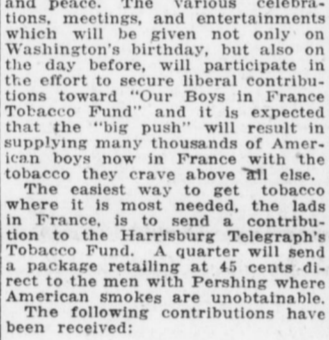 and peace. The various celebra-
tions, meetings, and entertainments
which will be given not only on
Washington's birthday, but also on
the day before, will participate in
the effort to secure liberal contribu-
tions toward "Our Boys in France
Tobacco Fund" and it is expected
that the "big push" will result in
supplying many thousands of Amer-
ican boys now in France with the
tobacco they crave above all else.
The easiest way to get tobacco
where it is most needed, the lads
in France, is to send a contribu-
tion to the Harrisburg Telegraph's
Tobacco Fund. A quarter will send
a package retailing at 45 cents di-
rect to the men with Pershing where
American smokes are unobtainable.
The following contributions have
been received: